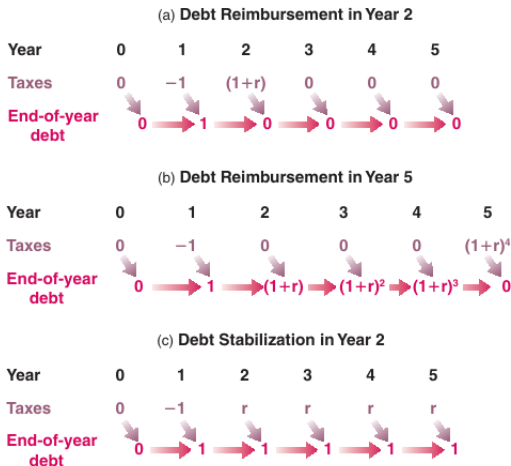 (a) Debt Reimbursement in Year 2
Year 0 1 2 3 4 5
Taxes 0 −1 (1+r) 0 0 0
End-of-year debt 0 1 0 0 0 0
(b) Debt Reimbursement in Year 5
Year 0 1 2 3 4 5
Taxes 0 −1 0 0 0 (1+r)⁴
End-of-year debt 0 1 (1+r) (1+r)² (1+r)³ 0
(c) Debt Stabilization in Year 2
Year 0 1 2 3 4 5
Taxes 0 −1 r r r r
End-of-year debt 0 1 1 1 1 1